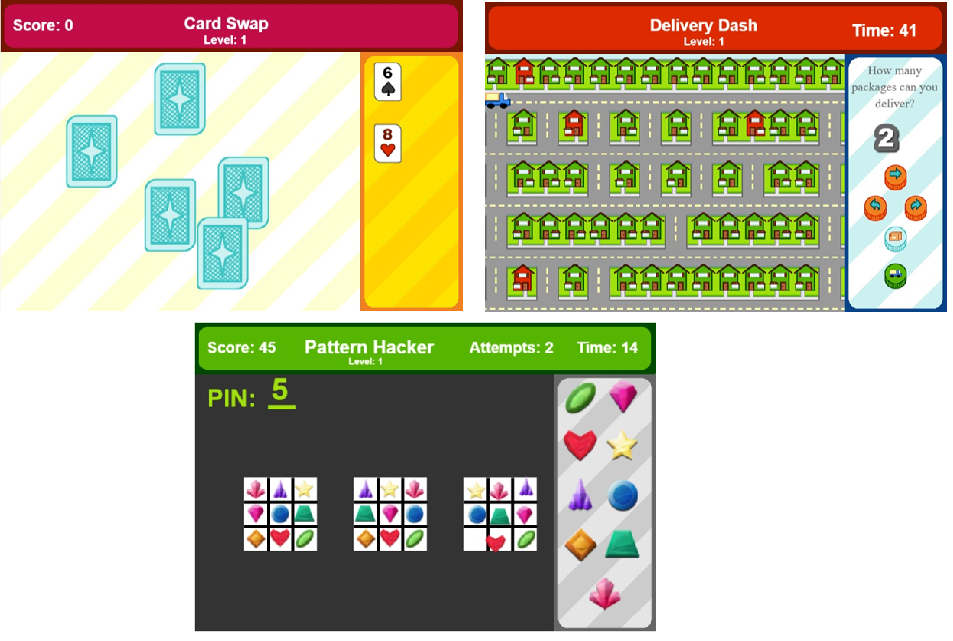 Score: 0
Card Swap
Level: 1
6
8
Delivery Dash
Level: 1
Time: 41
How many
packages can you
deliver?
2
Score: 45
Pattern Hacker
Level: 1
Attempts: 2
Time: 14
PIN: 5